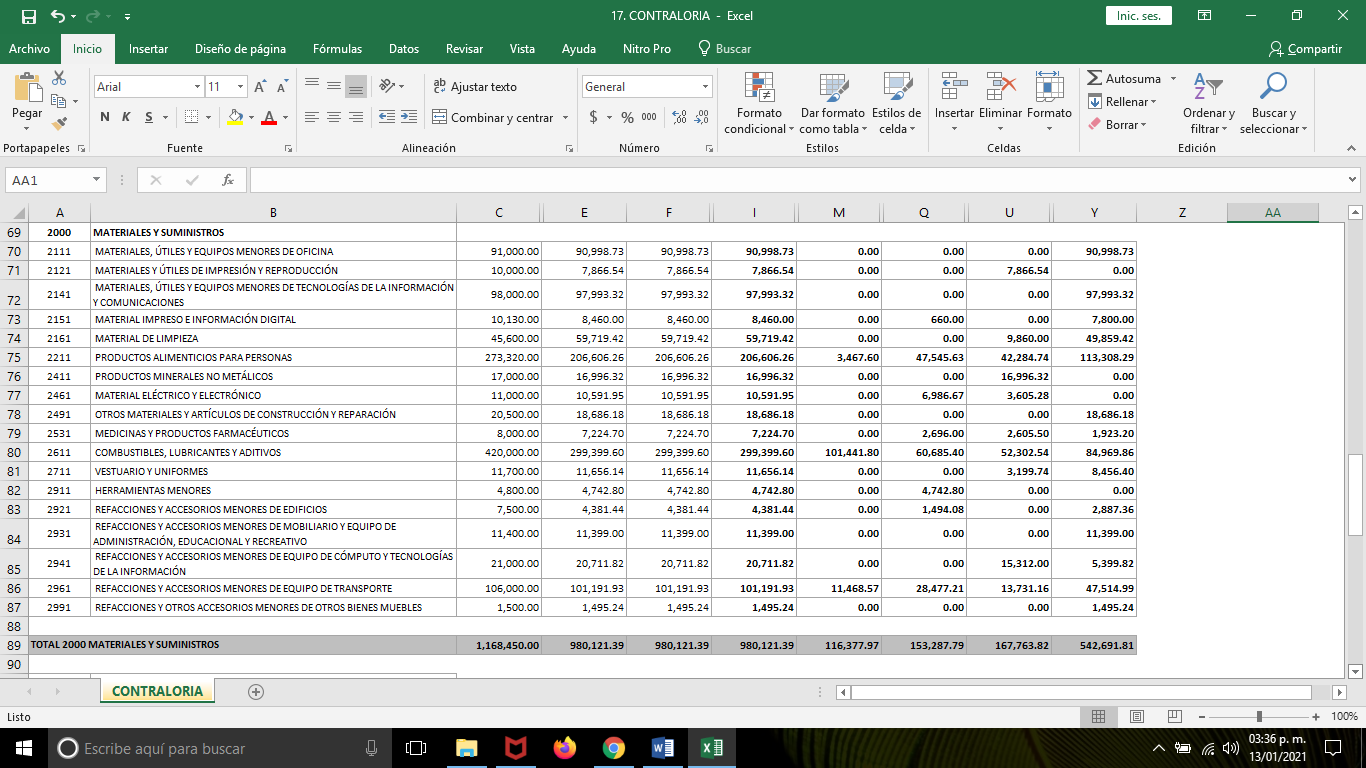 17. CONTRALORIA - Excel
Inic. ses.
Archivo Inicio Insertar Diseño de página Fórmulas Datos Revisar Vista Ayuda Nitro Pro Buscar Compartir
Pegar
Portapapeles
Arial 11
N K S
Fuente
Ajustar texto
Combinar y centrar
Alineación
General
$ % 000
Número
Formato condicional
Dar formato como tabla
Estilos de celda
Estilos
Insertar Eliminar Formato
Celdas
Autosuma
Rellenar
Borrar
Ordenar y filtrar
Buscar y seleccionar
Edición
AA1 fx
A B C E F I M Q U Y Z AA
69 2000 MATERIALES Y SUMINISTROS
70 2111 MATERIALES, ÚTILES Y EQUIPOS MENORES DE OFICINA 91,000.00 90,998.73 90,998.73 90,998.73 0.00 0.00 0.00 90,998.73
71 2121 MATERIALES Y ÚTILES DE IMPRESIÓN Y REPRODUCCIÓN 10,000.00 7,866.54 7,866.54 7,866.54 0.00 0.00 7,866.54 0.00
72 2141 MATERIALES, ÚTILES Y EQUIPOS MENORES DE TECNOLOGÍAS DE LA INFORMACIÓN
Y COMUNICACIONES 98,000.00 97,993.32 97,993.32 97,993.32 0.00 0.00 0.00 97,993.32
73 2151 MATERIAL IMPRESO E INFORMACIÓN DIGITAL 10,130.00 8,460.00 8,460.00 8,460.00 0.00 660.00 0.00 7,800.00
74 2161 MATERIAL DE LIMPIEZA 45,600.00 59,719.42 59,719.42 59,719.42 0.00 0.00 9,860.00 49,859.42
75 2211 PRODUCTOS ALIMENTICIOS PARA PERSONAS 273,320.00 206,606.26 206,606.26 206,606.26 3,467.60 47,545.63 42,284.74 113,308.29
76 2411 PRODUCTOS MINERALES NO METÁLICOS 17,000.00 16,996.32 16,996.32 16,996.32 0.00 0.00 16,996.32 0.00
77 2461 MATERIAL ELÉCTRICO Y ELECTRÓNICO 11,000.00 10,591.95 10,591.95 10,591.95 0.00 6,986.67 3,605.28 0.00
78 2491 OTROS MATERIALES Y ARTÍCULOS DE CONSTRUCCIÓN Y REPARACIÓN 20,500.00 18,686.18 18,686.18 18,686.18 0.00 0.00 0.00 18,686.18
79 2531 MEDICINAS Y PRODUCTOS FARMACÉUTICOS 8,000.00 7,224.70 7,224.70 7,224.70 0.00 2,696.00 2,605.50 1,923.20
80 2611 COMBUSTIBLES, LUBRICANTES Y ADITIVOS 420,000.00 299,399.60 299,399.60 299,399.60 101,441.80 60,685.40 52,302.54 84,969.86
81 2711 VESTUARIO Y UNIFORMES 11,700.00 11,656.14 11,656.14 11,656.14 0.00 0.00 3,199.74 8,456.40
82 2911 HERRAMIENTAS MENORES 4,800.00 4,742.80 4,742.80 4,742.80 0.00 4,742.80 0.00 0.00
83 2921 REFACCIONES Y ACCESORIOS MENORES DE EDIFICIOS 7,500.00 4,381.44 4,381.44 4,381.44 0.00 1,494.08 0.00 2,887.36
84 2931 REFACCIONES Y ACCESORIOS MENORES DE MOBILIARIO Y EQUIPO DE
ADMINISTRACIÓN, EDUCACIONAL Y RECREATIVO 11,400.00 11,399.00 11,399.00 11,399.00 0.00 0.00 0.00 11,399.00
85 2941 REFACCIONES Y ACCESORIOS MENORES DE EQUIPO DE CÓMPUTO Y TECNOLOGÍAS
DE LA INFORMACIÓN 21,000.00 20,711.82 20,711.82 20,711.82 0.00 0.00 15,312.00 5,399.82
86 2961 REFACCIONES Y ACCESORIOS MENORES DE EQUIPO DE TRANSPORTE 106,000.00 101,191.93 101,191.93 101,191.93 11,468.57 28,477.21 13,731.16 47,514.99
87 2991 REFACCIONES Y OTROS ACCESORIOS MENORES DE OTROS BIENES MUEBLES 1,500.00 1,495.24 1,495.24 1,495.24 0.00 0.00 0.00 1,495.24
88
89 TOTAL 2000 MATERIALES Y SUMINISTROS 1,168,450.00 980,121.39 980,121.39 980,121.39 116,377.97 153,287.79 167,763.82 542,691.81
90
CONTRALORIA
Listo 100%
Escribe aquí para buscar
03:36 p. m.
13/01/2021